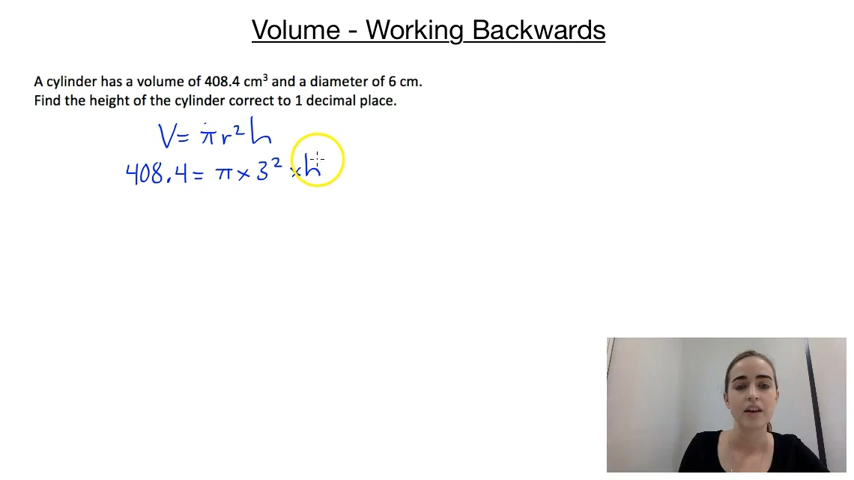 Volume - Working Backwards
A cylinder has a volume of 408.4 cm³ and a diameter of 6 cm.
Find the height of the cylinder correct to 1 decimal place.
V= πr²h
408.4 = π × 3² × h